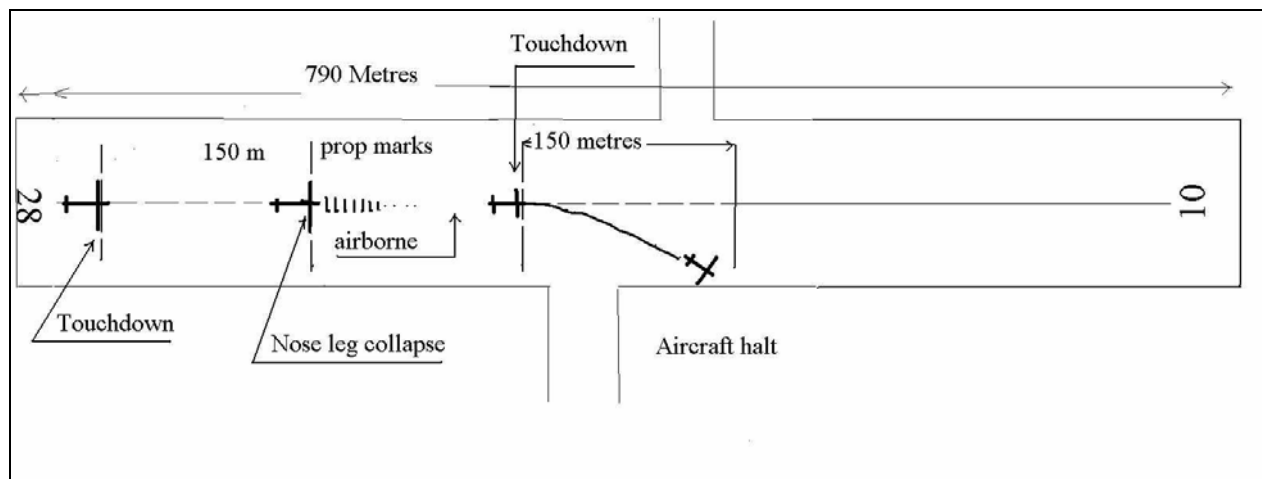 Touchdown
790 Metres
150 m
prop marks
150 metres
28
10
airborne
Touchdown
Nose leg collapse
Aircraft halt